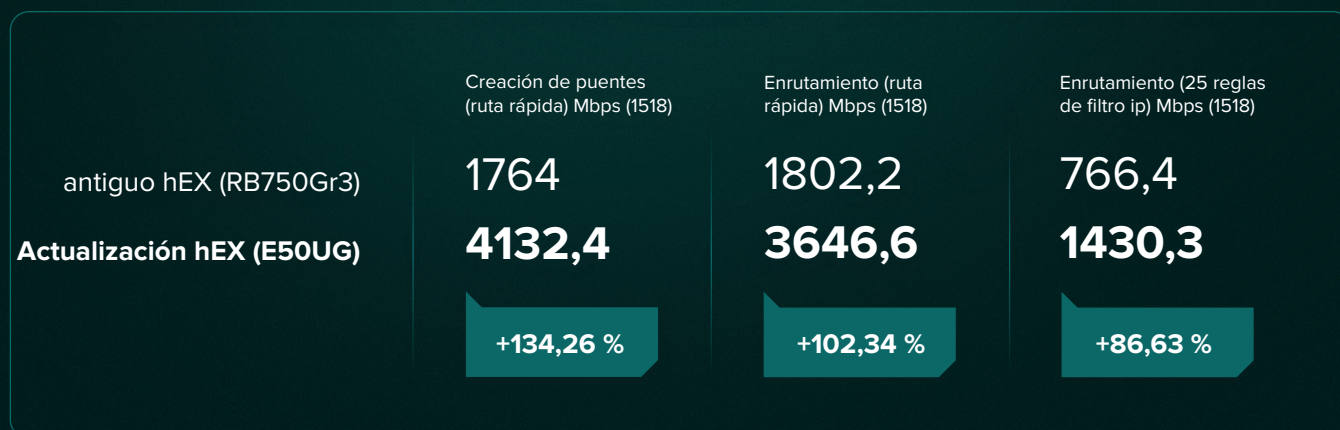 Creación de puentes
(ruta rápida) Mbps (1518)
Enrutamiento (ruta
rápida) Mbps (1518)
Enrutamiento (25 reglas
de filtro ip) Mbps (1518)
antiguo hEX (RB750Gr3)
1764
1802,2
766,4
Actualización hEX (E50UG)
4132,4
3646,6
1430,3
+134,26 %
+102,34 %
+86,63 %